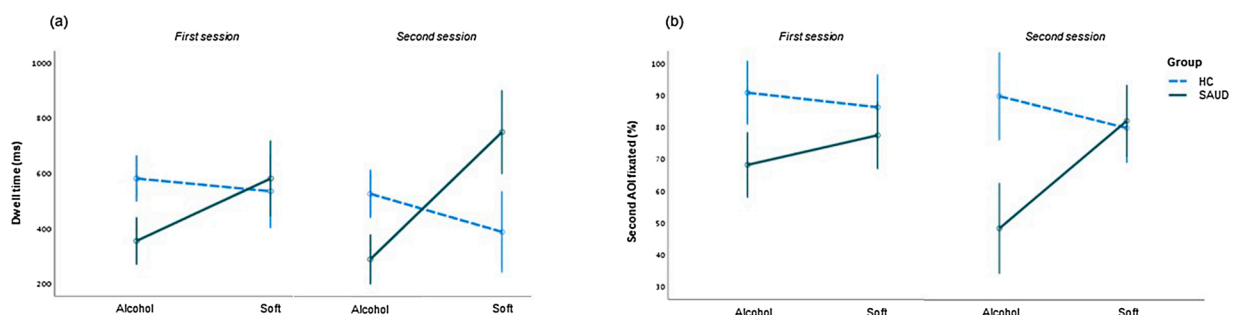 (a)
First session
Second session
Dwell time (ms)
1000
800
600
400
200
Alcohol
Soft
Alcohol
Soft
(b)
First session
Second session
Second AOI fixated (%)
100
90
80
70
60
50
40
30
Alcohol
Soft
Alcohol
Soft
Group
HC
SAUD